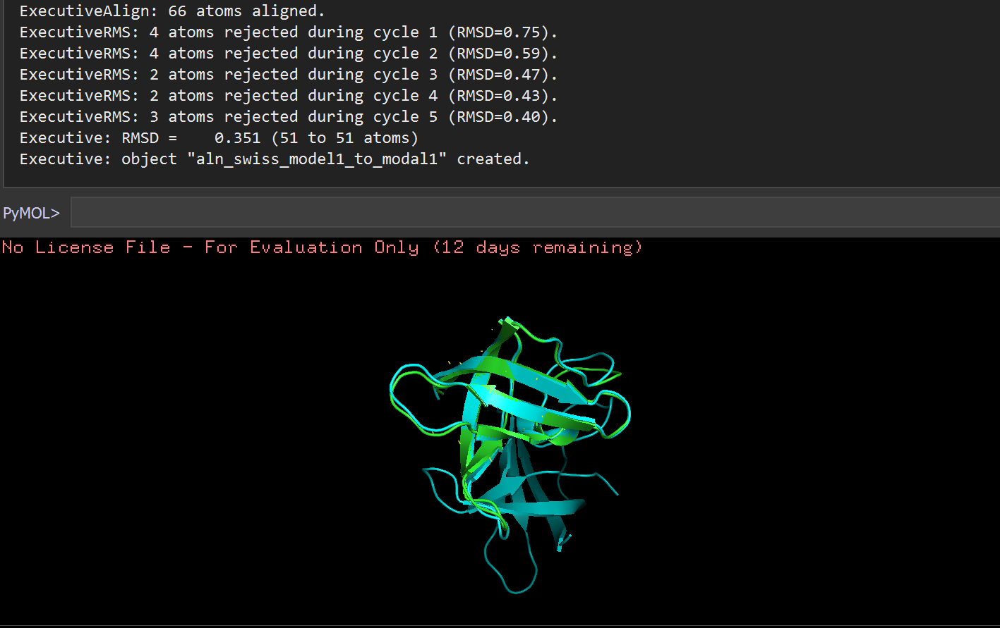 ExecutiveAlign: 66 atoms aligned.
ExecutiveRMS: 4 atoms rejected during cycle 1 (RMSD=0.75).
ExecutiveRMS: 4 atoms rejected during cycle 2 (RMSD=0.59).
ExecutiveRMS: 2 atoms rejected during cycle 3 (RMSD=0.47).
ExecutiveRMS: 2 atoms rejected during cycle 4 (RMSD=0.43).
ExecutiveRMS: 3 atoms rejected during cycle 5 (RMSD=0.40).
Executive: RMSD =    0.351 (51 to 51 atoms)
Executive: object "aln_swiss_model1_to_modal1" created.
PyMOL>
No License File - For Evaluation Only (12 days remaining)